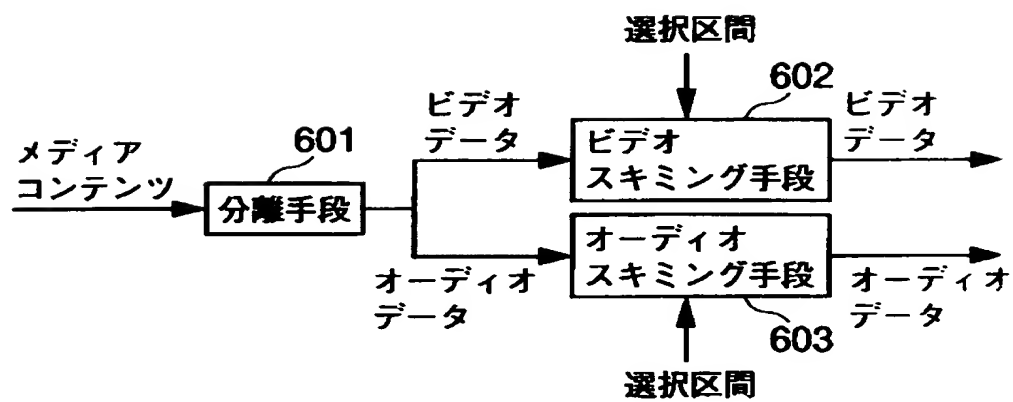 選択区間
602
ビデオ
データ
ビデオ
スキミング手段
ビデオ
データ
メディア
コンテンツ
601
分離手段
オーディオ
データ
オーディオ
スキミング手段
オーディオ
データ
603
選択区間